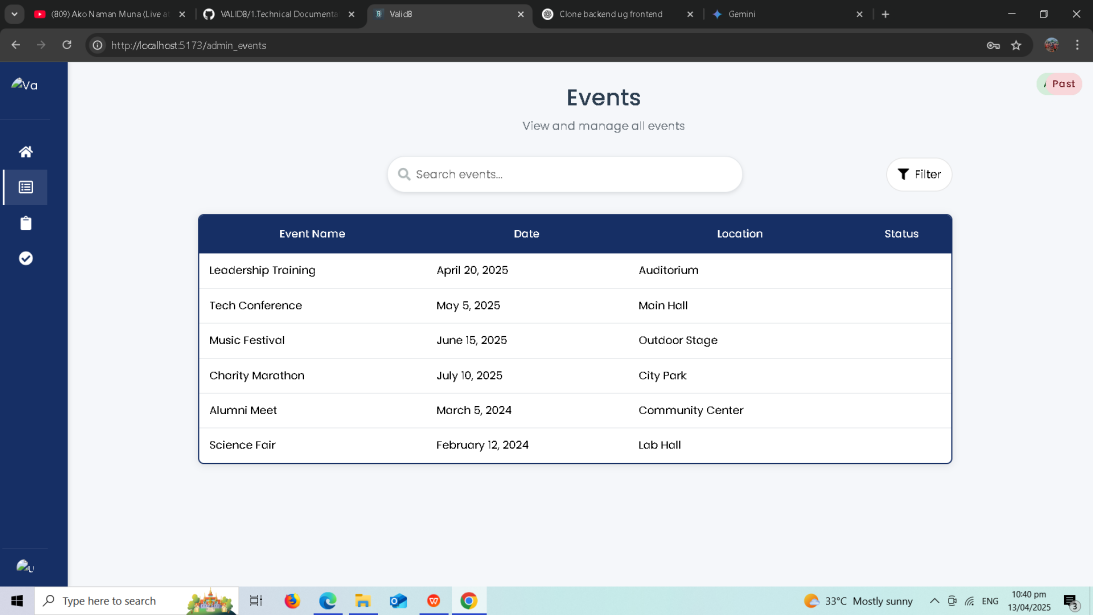 (809) Ako Naman Muna (Live a
VALIDB/1.Technical Documenta
ValidB
Clone backend ug frontend
Gemini
http://localhost:5173/admin_events
Va
Past
Events
View and manage all events
Search events...
Filter
Event Name Date Location Status
Leadership Training April 20, 2025 Auditorium
Tech Conference May 5, 2025 Main Hall
Music Festival June 15, 2025 Outdoor Stage
Charity Marathon July 10, 2025 City Park
Alumni Meet March 5, 2024 Community Center
Science Fair February 12, 2024 Lab Hall
Type here to search
33°C Mostly sunny
ENG
10:40 pm
13/04/2025
3